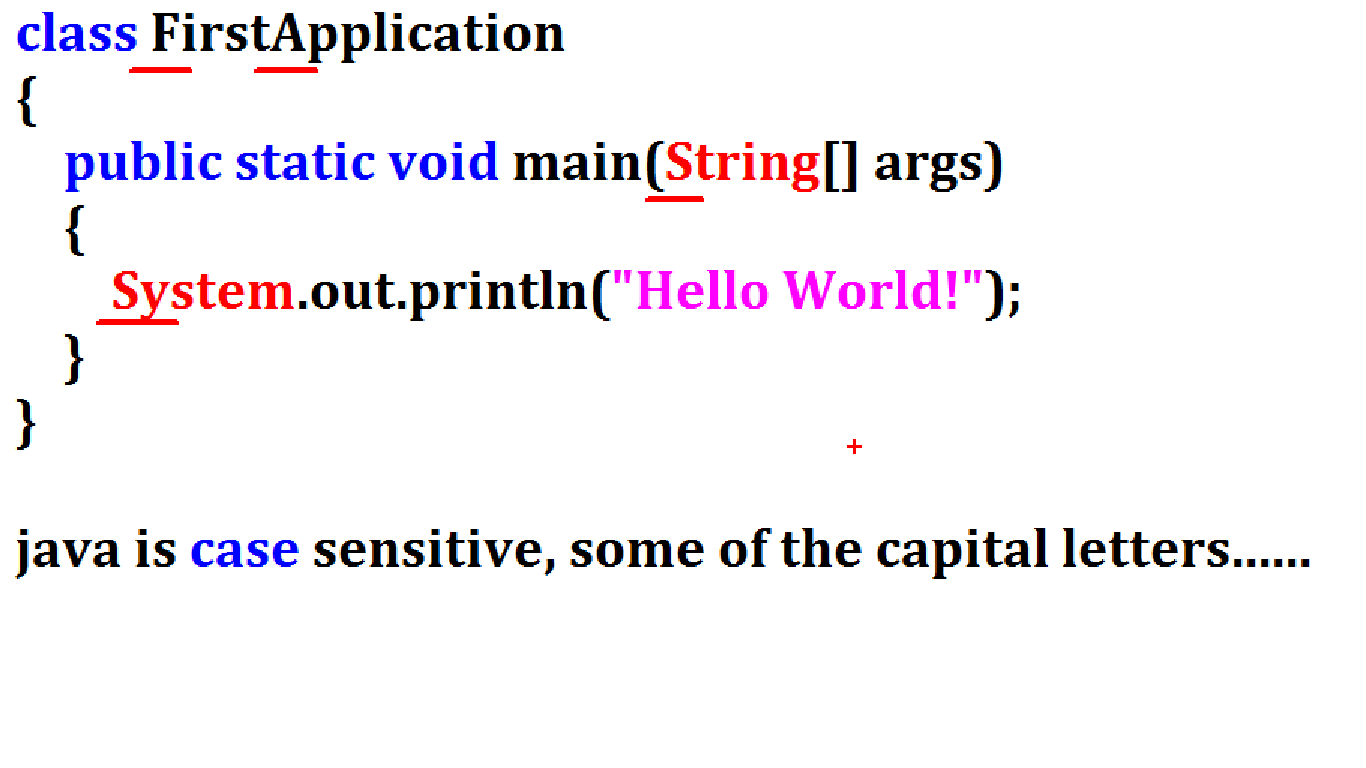 class FirstApplication
{
public static void main(String[] args)
{
System.out.println("Hello World!");
}
}
java is case sensitive, some of the capital letters......